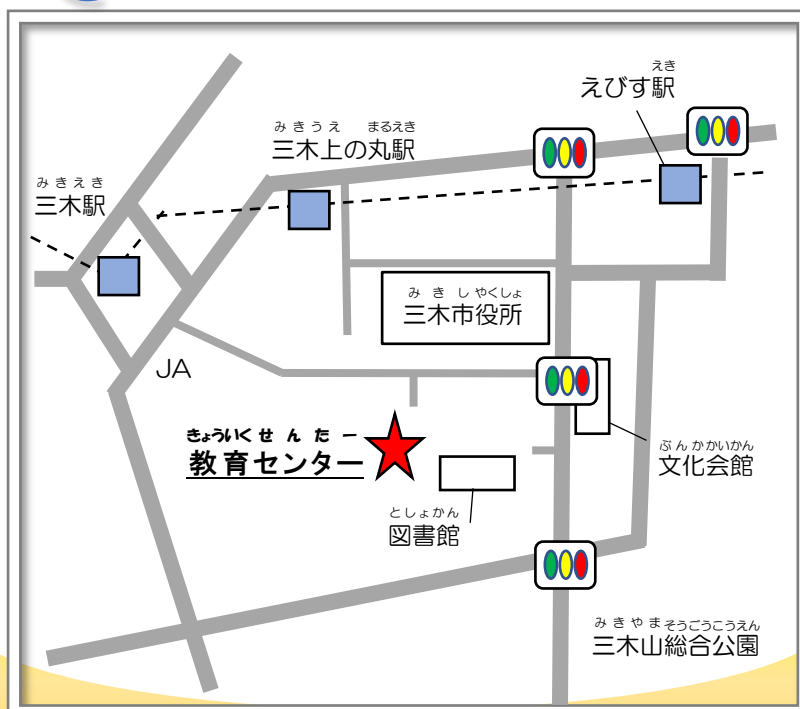 えき
えびす駅
みきうえ まるえき
三木上の丸駅
みきえき
三木駅
みきしやくしょ
三木市役所
JA
きょういくせんたー
教育センター
ぶんかかいかん
文化会館
としょかん
図書館
みきやまそうごうこうえん
三木山総合公園